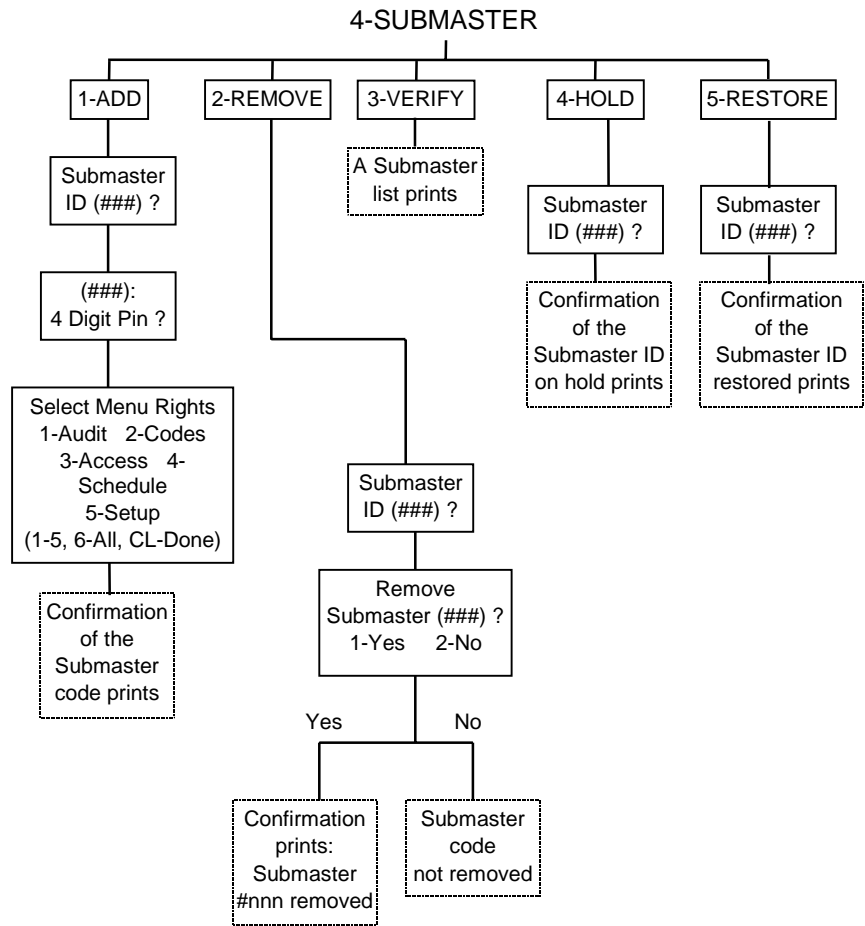 4-SUBMASTER
1-ADD
2-REMOVE
3-VERIFY
4-HOLD
5-RESTORE
Submaster
ID (###) ?
(###):
4 Digit Pin ?
Select Menu Rights
1-Audit 2-Codes
3-Access 4-
Schedule
5-Setup
(1-5, 6-All, CL-Done)
Confirmation
of the
Submaster
code prints
Submaster
ID (###) ?
Remove
Submaster (###) ?
1-Yes 2-No
Yes
No
Confirmation
prints:
Submaster
#nnn removed
Submaster
code
not removed
A Submaster
list prints
Submaster
ID (###) ?
Confirmation
of the
Submaster ID
on hold prints
Submaster
ID (###) ?
Confirmation
of the
Submaster ID
restored prints